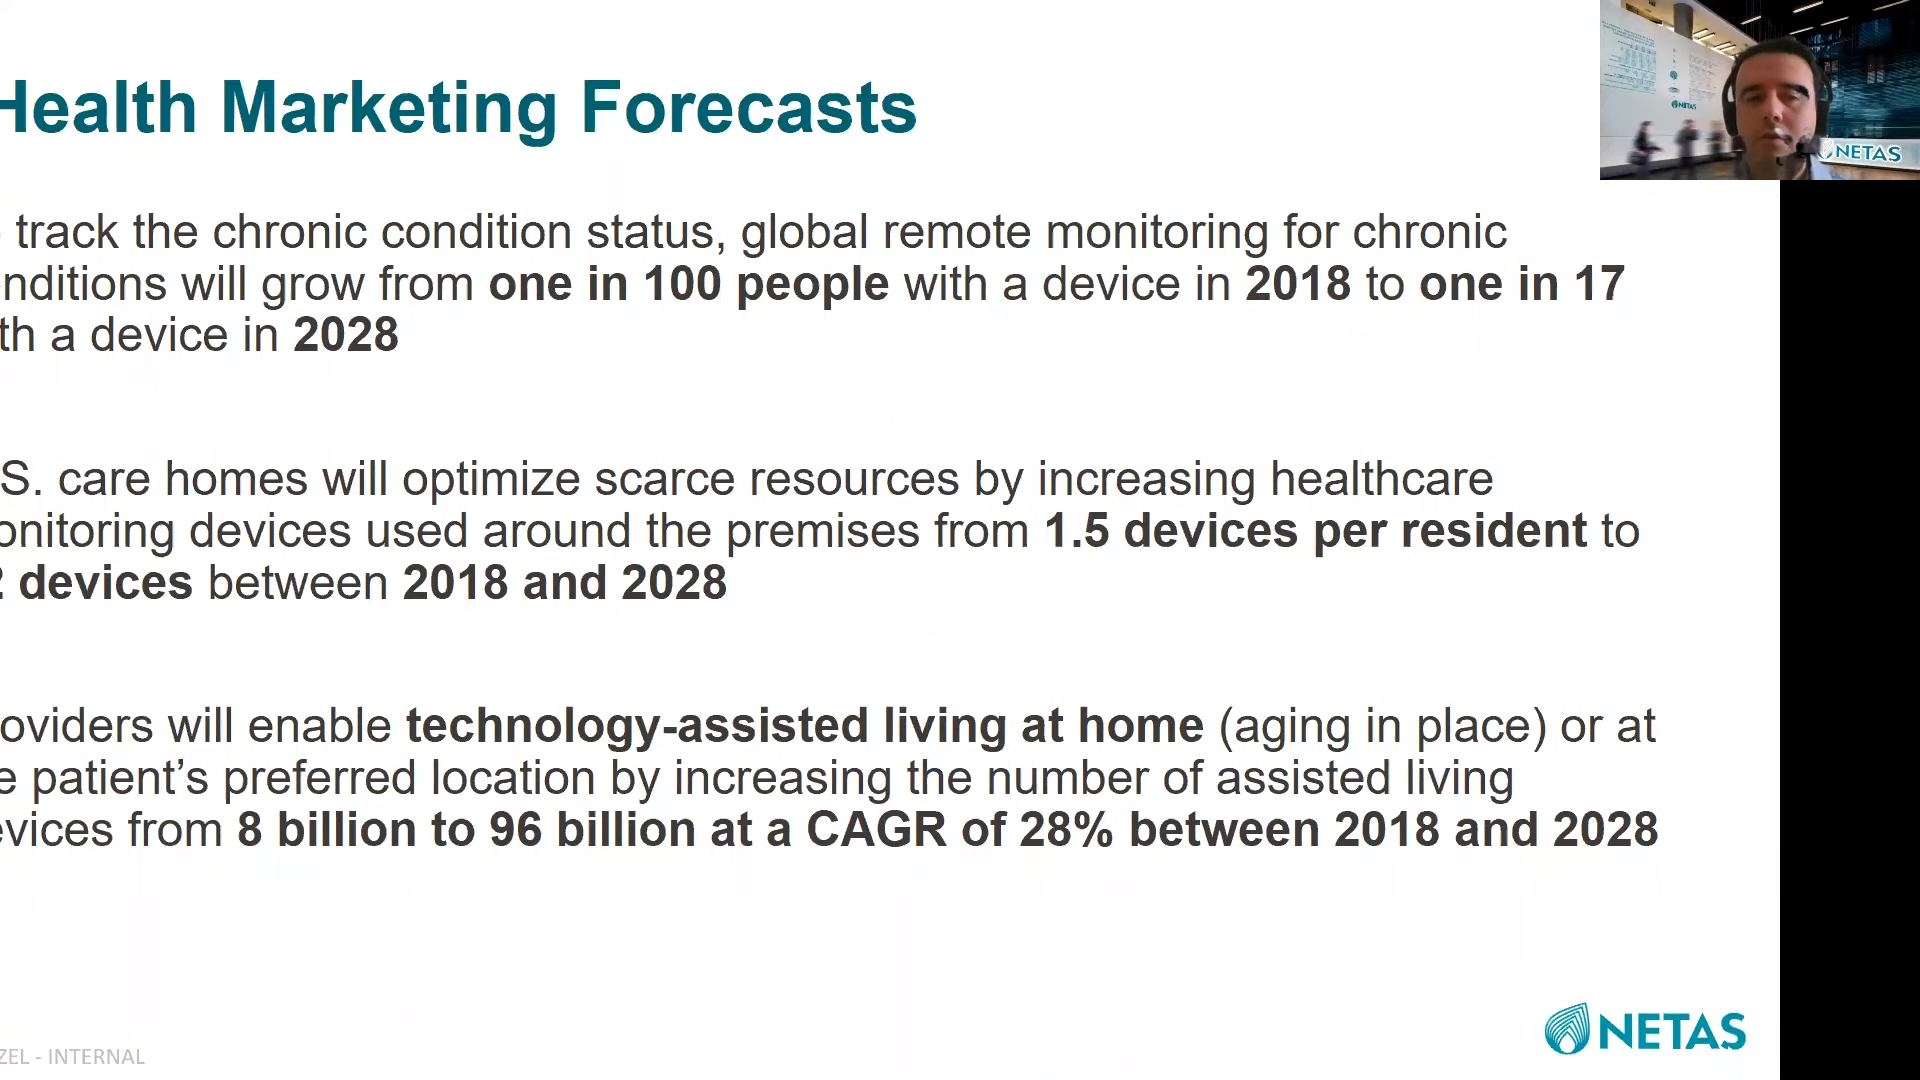 Health Marketing Forecasts
track the chronic condition status, global remote monitoring for chronic
nditions will grow from one in 100 people with a device in 2018 to one in 17
th a device in 2028
S. care homes will optimize scarce resources by increasing healthcare
onitoring devices used around the premises from 1.5 devices per resident to
2 devices between 2018 and 2028
oviders will enable technology-assisted living at home (aging in place) or at
e patient’s preferred location by increasing the number of assisted living
evices from 8 billion to 96 billion at a CAGR of 28% between 2018 and 2028
ZEL - INTERNAL
NETAS
NETAS
NETAS